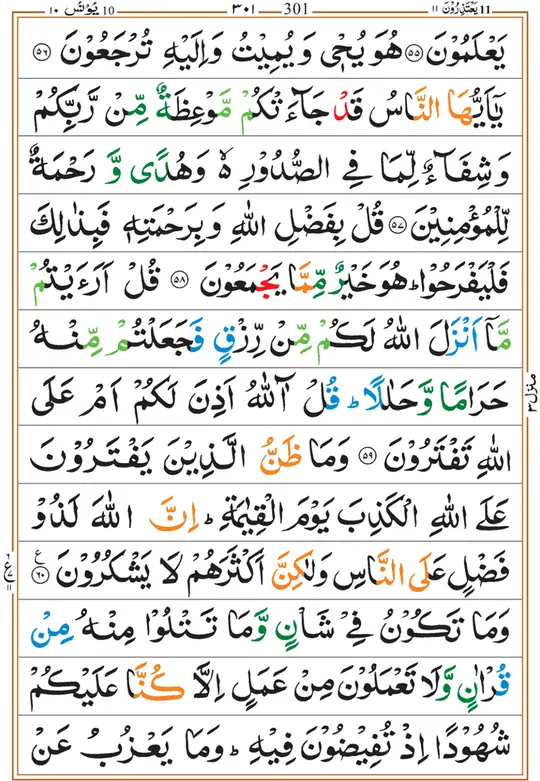 11 يَعْتَذِرُوْنَ ١١ 301 ٣٠١ 10 يُوْنُس ١٠
يَعْلَمُوْنَ ۝٥٥ هُوَ يُحْيٖ وَ يُمِيْتُ وَ اِلَيْهِ تُرْجَعُوْنَ ۝٥٦
يٰۤاَيُّهَا النَّاسُ قَدْ جَآءَتْكُمْ مَّوْعِظَةٌ مِّنْ رَّبِّكُمْ
وَ شِفَآءٌ لِّمَا فِي الصُّدُوْرِ ۙ۬ وَ هُدًى وَّ رَحْمَةٌ
لِّلْمُؤْمِنِيْنَ ۝٥٧ قُلْ بِفَضْلِ اللّٰهِ وَ بِرَحْمَتِهٖ فَبِذٰلِكَ
فَلْيَفْرَحُوْا ؕ هُوَ خَيْرٌ مِّمَّا يَجْمَعُوْنَ ۝٥٨ قُلْ اَرَءَيْتُمْ
مَّاۤ اَنْزَلَ اللّٰهُ لَكُمْ مِّنْ رِّزْقٍ فَجَعَلْتُمْ مِّنْهُ
حَرَامًا وَّ حَلٰلًا ؕ قُلْ آٰللّٰهُ اَذِنَ لَكُمْ اَمْ عَلَى
اللّٰهِ تَفْتَرُوْنَ ۝٥٩ وَ مَا ظَنُّ الَّذِيْنَ يَفْتَرُوْنَ
عَلَى اللّٰهِ الْكَذِبَ يَوْمَ الْقِيٰمَةِ ؕ اِنَّ اللّٰهَ لَذُوْ
فَضْلٍ عَلَى النَّاسِ وَ لٰكِنَّ اَكْثَرَهُمْ لَا يَشْكُرُوْنَ ۝٦٠ ع
وَ مَا تَكُوْنُ فِيْ شَاْنٍ وَّ مَا تَتْلُوْا مِنْهُ مِنْ
قُرْاٰنٍ وَّ لَا تَعْمَلُوْنَ مِنْ عَمَلٍ اِلَّا كُنَّا عَلَيْكُمْ
شُهُوْدًا اِذْ تُفِيْضُوْنَ فِيْهِ ؕ وَ مَا يَعْزُبُ عَنْ
منزل ٣